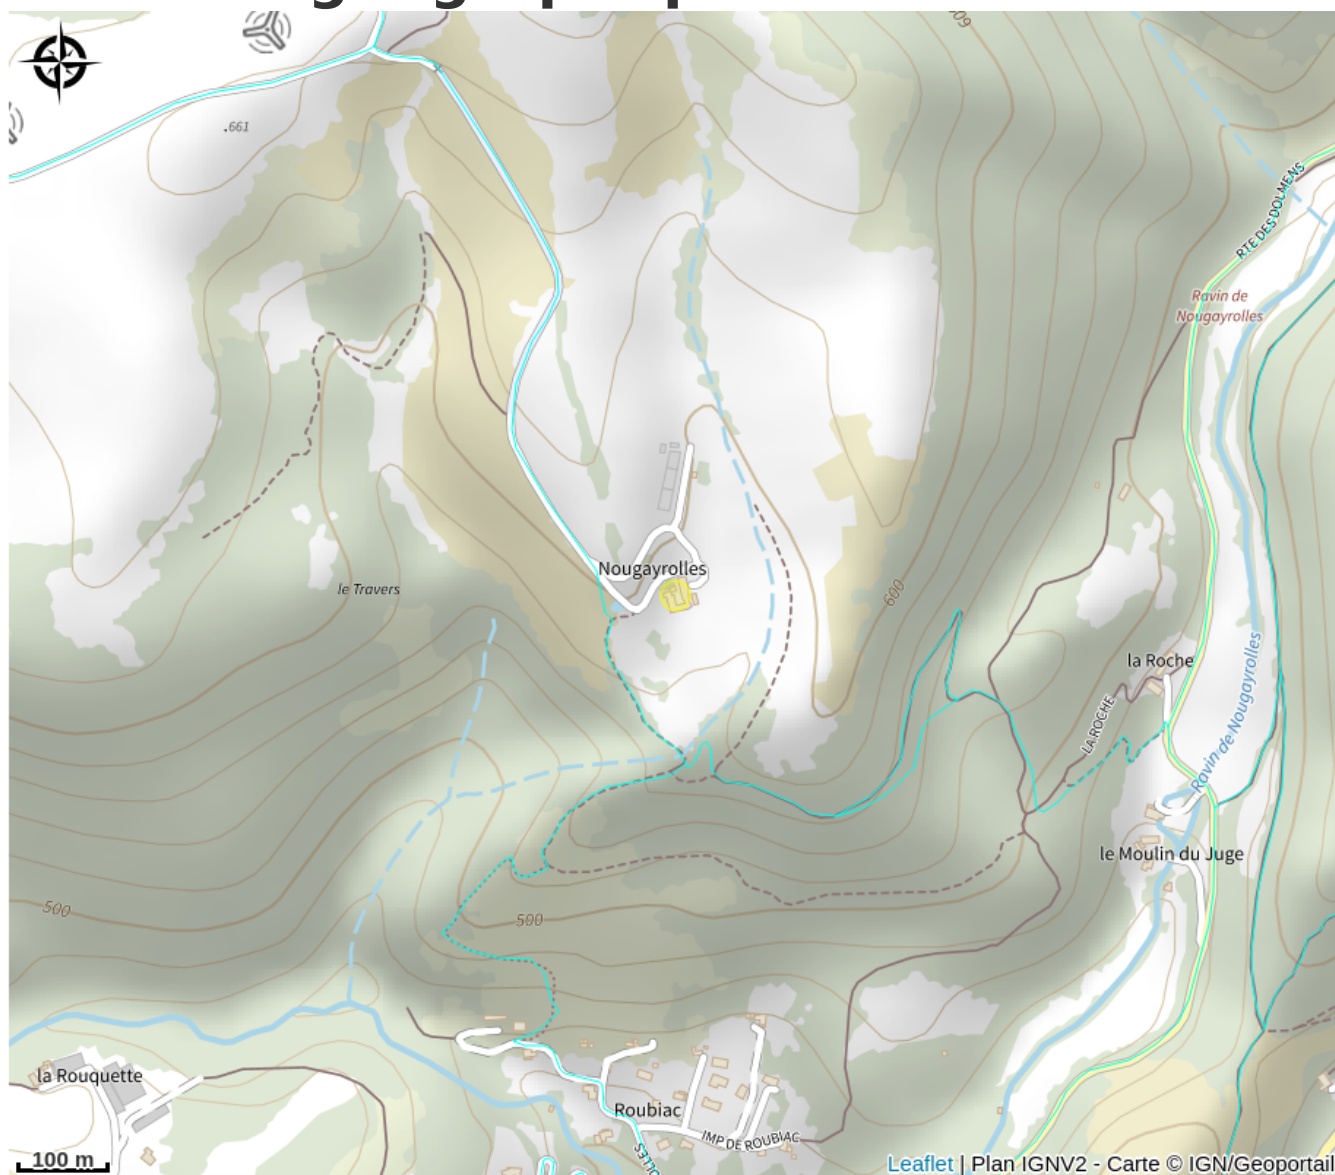 609
.661
RTE DES DOLMENS
Ravin de
Nougayrolles
Nougayrolles
le Travers
600
la Roche
LA ROCHE
Ravin de Nougayrolles
le Moulin du Juge
500
500
la Rouquette
Roubiac
IMP DE ROUBIAC
100 m
Leaflet | Plan IGNV2 - Carte © IGN/Geoportail